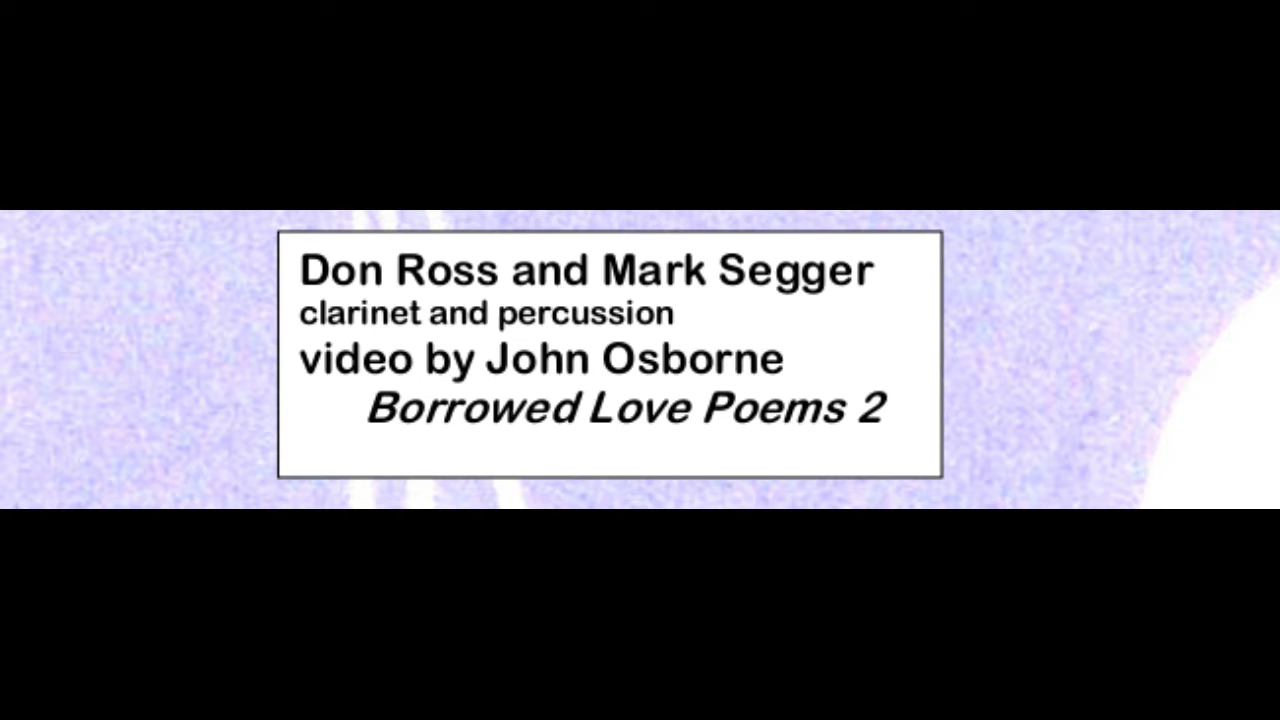 Don Ross and Mark Segger
clarinet and percussion
video by John Osborne
Borrowed Love Poems 2